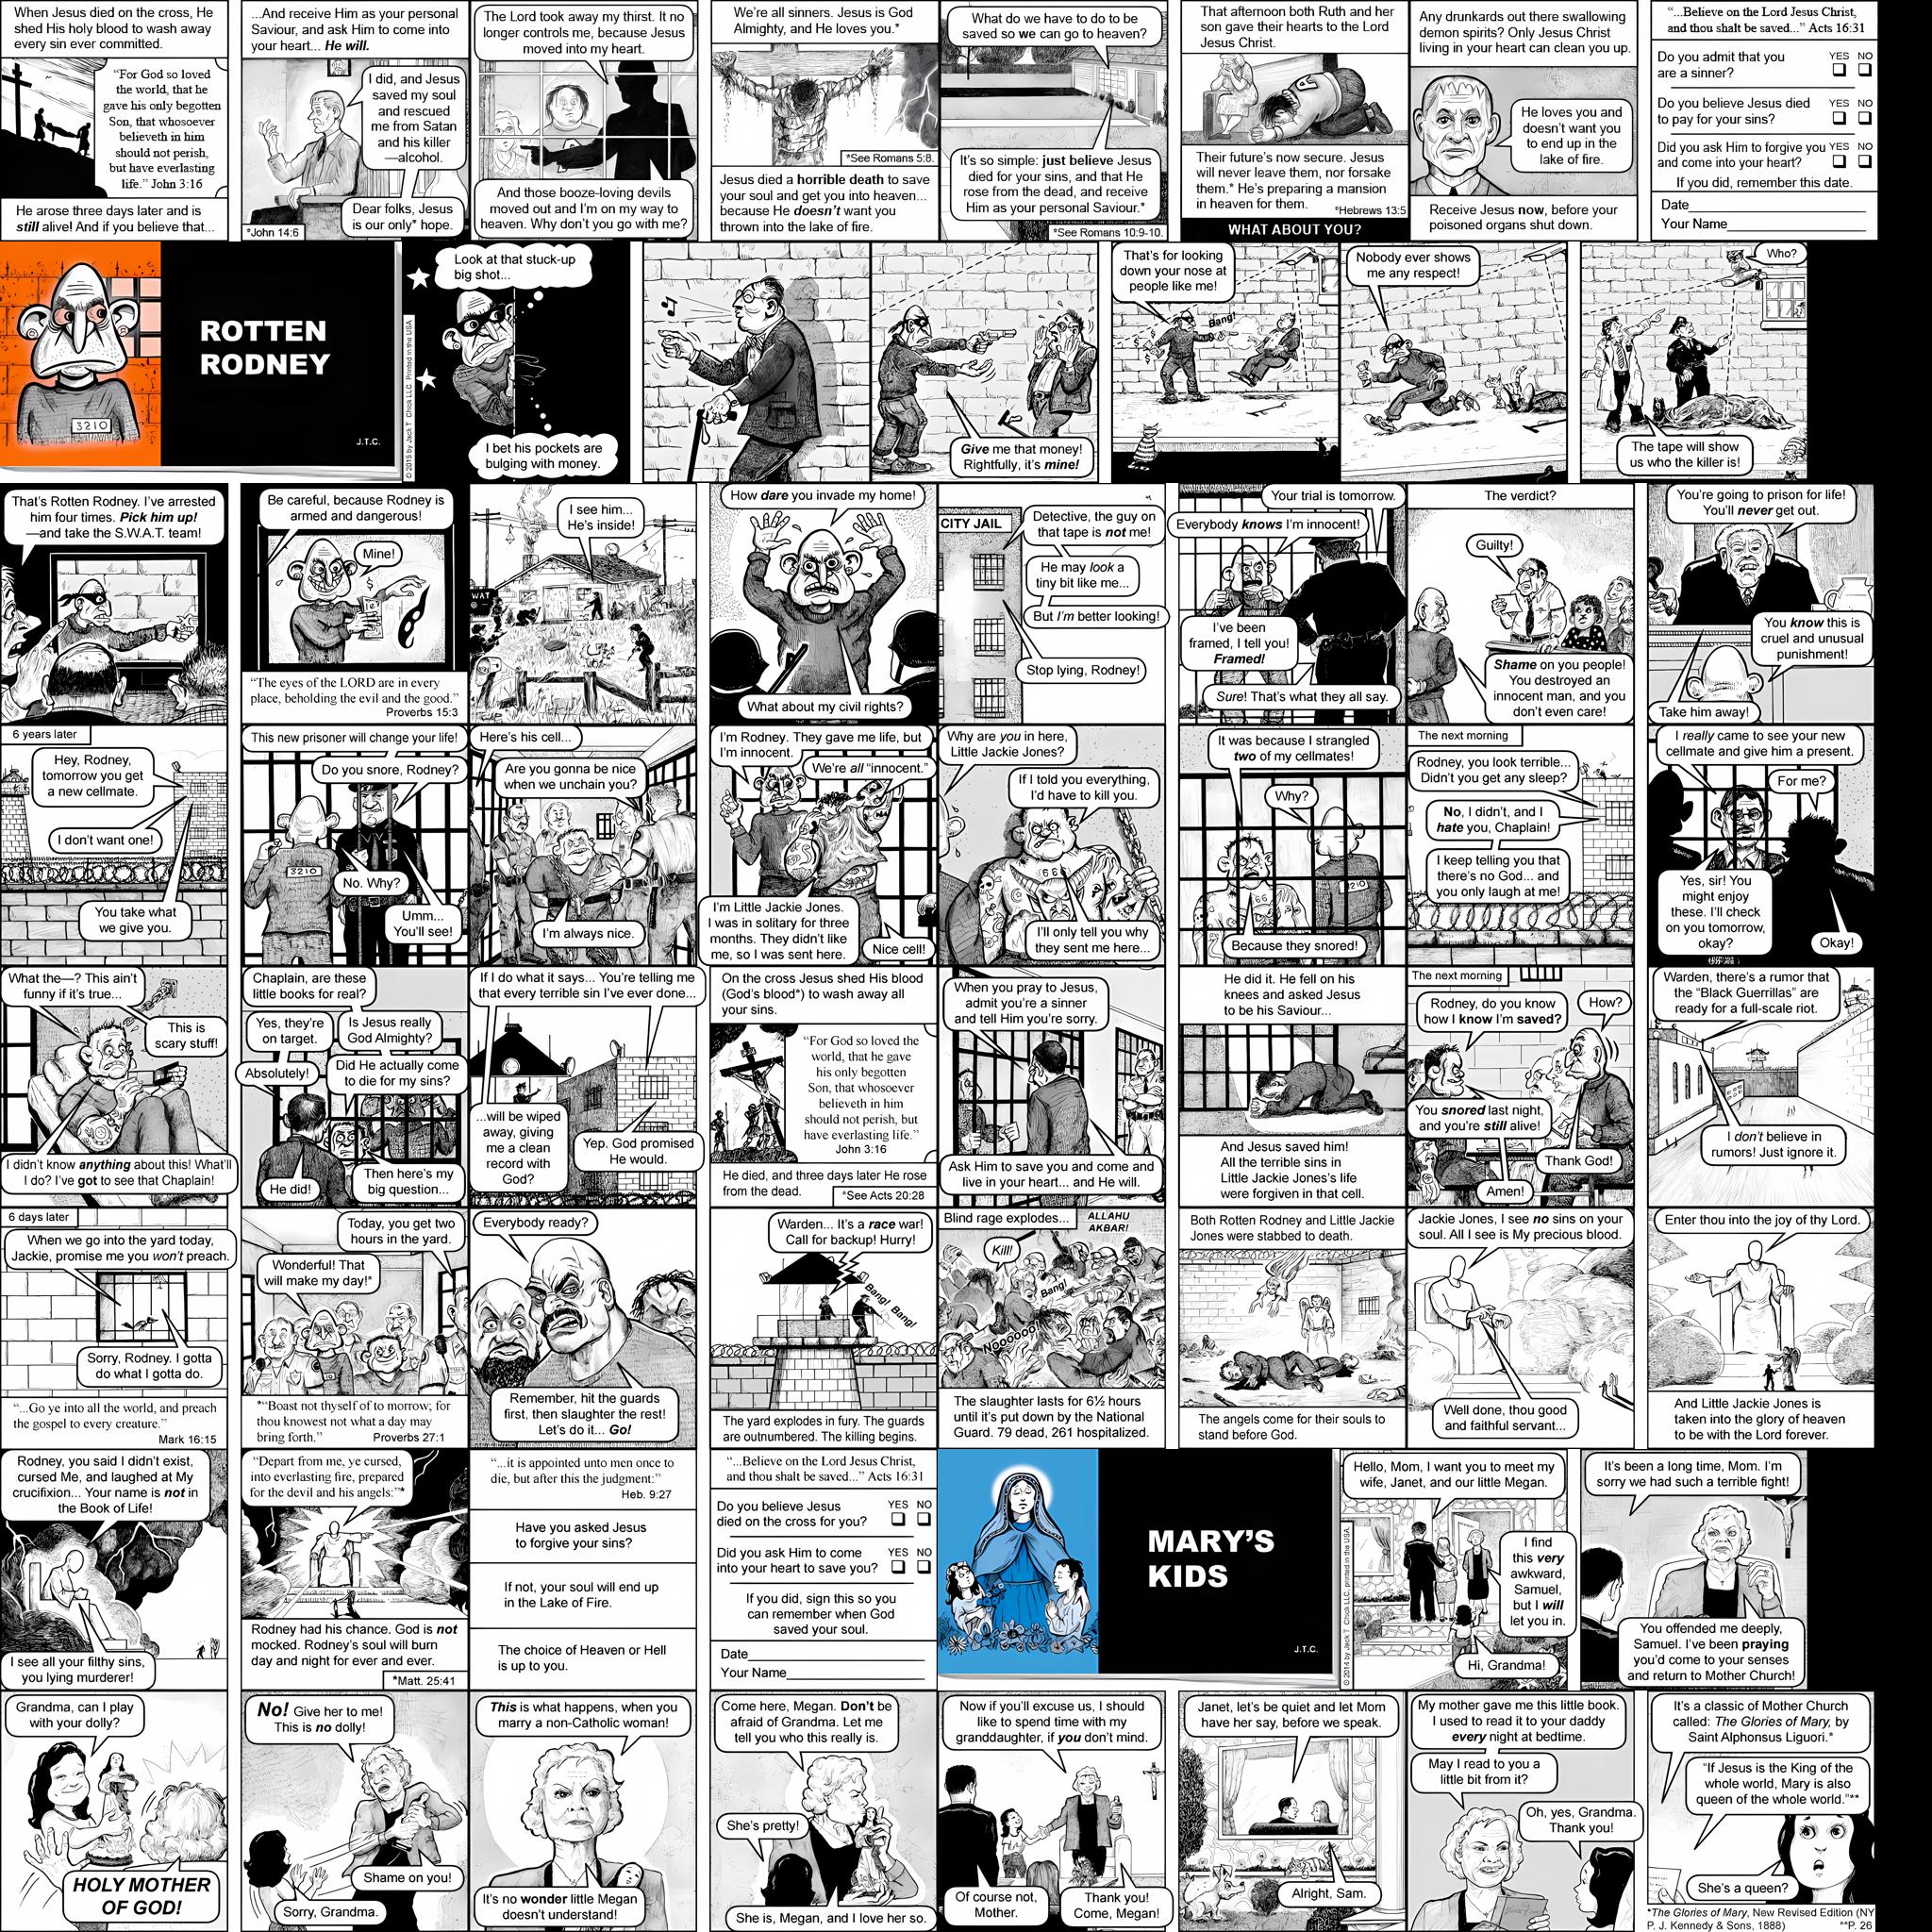 When Jesus died on the cross, He
shed His holy blood to wash away
every sin ever committed.
"For God so loved
the world, that he
gave his only begotten
Son, that whosoever
believeth in him
should not perish,
but have everlasting
life." John 3:16
He arose three days later and is
still alive! And if you believe that...
...And receive Him as your personal
Saviour, and ask Him to come into
your heart... He will.
I did, and Jesus
saved my soul
and rescued
me from Satan
and his killer
—alcohol.
Dear folks, Jesus
is our only* hope.
*John 14:6
The Lord took away my thirst. It no
longer controls me, because Jesus
moved into my heart.
And those booze-loving devils
moved out and I'm on my way to
heaven. Why don't you go with me?
We're all sinners. Jesus is God
Almighty, and He loves you.*
*See Romans 5:8.
Jesus died a horrible death to save
your soul and get you into heaven...
because He doesn't want you
thrown into the lake of fire.
What do we have to do to be
saved so we can go to heaven?
It's so simple: just believe Jesus
died for your sins, and that He
rose from the dead, and receive
Him as your personal Saviour.*
*See Romans 10:9-10.
That afternoon both Ruth and her
son gave their hearts to the Lord
Jesus Christ.
Their future's now secure. Jesus
will never leave them, nor forsake
them.* He's preparing a mansion
in heaven for them.
*Hebrews 13:5
WHAT ABOUT YOU?
Any drunkards out there swallowing
demon spirits? Only Jesus Christ
living in your heart can clean you up.
He loves you and
doesn't want you
to end up in the
lake of fire.
Receive Jesus now, before your
poisoned organs shut down.
"...Believe on the Lord Jesus Christ,
and thou shalt be saved..." Acts 16:31
Do you admit that you
are a sinner?
YES NO
Do you believe Jesus died
to pay for your sins?
YES NO
Did you ask Him to forgive you
and come into your heart?
YES NO
If you did, remember this date.
Date
Your Name
3210
ROTTEN
RODNEY
J.T.C.
© 2015 by Jack T. Chick LLC Printed in the USA
Look at that stuck-up
big shot...
I bet his pockets are
bulging with money.
Give me that money!
Rightfully, it's mine!
That's for looking
down your nose at
people like me!
Bang!
Nobody ever shows
me any respect!
Who?
The tape will show
us who the killer is!
That's Rotten Rodney. I've arrested
him four times. Pick him up!
—and take the S.W.A.T. team!
Be careful, because Rodney is
armed and dangerous!
Mine!
"The eyes of the LORD are in every
place, beholding the evil and the good."
Proverbs 15:3
I see him...
He's inside!
WAT
How dare you invade my home!
What about my civil rights?
CITY JAIL
Detective, the guy on
that tape is not me!
He may look a
tiny bit like me...
But I'm better looking!
Stop lying, Rodney!
Your trial is tomorrow.
Everybody knows I'm innocent!
I've been
framed, I tell you!
Framed!
Sure! That's what they all say.
The verdict?
Guilty!
Shame on you people!
You destroyed an
innocent man, and you
don't even care!
You're going to prison for life!
You'll never get out.
You know this is
cruel and unusual
punishment!
Take him away!
6 years later
Hey, Rodney,
tomorrow you get
a new cellmate.
I don't want one!
You take what
we give you.
This new prisoner will change your life!
Do you snore, Rodney?
3210
No. Why?
Umm...
You'll see!
Here's his cell...
Are you gonna be nice
when we unchain you?
I'm always nice.
I'm Rodney. They gave me life, but
I'm innocent.
We're all "innocent."
I'm Little Jackie Jones.
I was in solitary for three
months. They didn't like
me, so I was sent here.
Nice cell!
Why are you in here,
Little Jackie Jones?
If I told you everything,
I'd have to kill you.
I'll only tell you why
they sent me here...
It was because I strangled
two of my cellmates!
Why?
3210
Because they snored!
The next morning
Rodney, you look terrible...
Didn't you get any sleep?
No, I didn't, and I
hate you, Chaplain!
I keep telling you that
there's no God... and
you only laugh at me!
I really came to see your new
cellmate and give him a present.
For me?
Yes, sir! You
might enjoy
these. I'll check
on you tomorrow,
okay?
Okay!
What the—? This ain't
funny if it's true...
This is
scary stuff!
I didn't know anything about this! What'll
I do? I've got to see that Chaplain!
Chaplain, are these
little books for real?
Yes, they're
on target.
Is Jesus really
God Almighty?
Absolutely!
Did He actually come
to die for my sins?
He did!
Then here's my
big question...
If I do what it says... You're telling me
that every terrible sin I've ever done...
...will be wiped
away, giving
me a clean
record with
God?
Yep. God promised
He would.
On the cross Jesus shed His blood
(God's blood*) to wash away all
your sins.
"For God so loved the
world, that he gave
his only begotten
Son, that whosoever
believeth in him
should not perish, but
have everlasting life."
John 3:16
He died, and three days later He rose
from the dead.
*See Acts 20:28
When you pray to Jesus,
admit you're a sinner
and tell Him you're sorry.
Ask Him to save you and come and
live in your heart... and He will.
He did it. He fell on his
knees and asked Jesus
to be his Saviour...
And Jesus saved him!
All the terrible sins in
Little Jackie Jones's life
were forgiven in that cell.
The next morning
Rodney, do you know
how I know I'm saved?
How?
You snored last night,
and you're still alive!
Thank God!
Amen!
Warden, there's a rumor that
the "Black Guerrillas" are
ready for a full-scale riot.
I don't believe in
rumors! Just ignore it.
6 days later
When we go into the yard today,
Jackie, promise me you won't preach.
Sorry, Rodney. I gotta
do what I gotta do.
"...Go ye into all the world, and preach
the gospel to every creature."
Mark 16:15
Today, you get two
hours in the yard.
Wonderful! That
will make my day!*
*"Boast not thyself of to morrow; for
thou knowest not what a day may
bring forth."
Proverbs 27:1
Everybody ready?
Remember, hit the guards
first, then slaughter the rest!
Let's do it... Go!
Warden... It's a race war!
Call for backup! Hurry!
Bang! Bang!
The yard explodes in fury. The guards
are outnumbered. The killing begins.
Blind rage explodes...
ALLAHU
AKBAR!
Kill!
Bang!
Nooooo!
The slaughter lasts for 6½ hours
until it's put down by the National
Guard. 79 dead, 261 hospitalized.
Both Rotten Rodney and Little Jackie
Jones were stabbed to death.
The angels come for their souls to
stand before God.
Jackie Jones, I see no sins on your
soul. All I see is My precious blood.
Well done, thou good
and faithful servant...
Enter thou into the joy of thy Lord.
And Little Jackie Jones is
taken into the glory of heaven
to be with the Lord forever.
Rodney, you said I didn't exist,
cursed Me, and laughed at My
crucifixion... Your name is not in
the Book of Life!
I see all your filthy sins,
you lying murderer!
"Depart from me, ye cursed,
into everlasting fire, prepared
for the devil and his angels:"*
Rodney had his chance. God is not
mocked. Rodney's soul will burn
day and night for ever and ever.
*Matt. 25:41
"...it is appointed unto men once to
die, but after this the judgment:"
Heb. 9:27
Have you asked Jesus
to forgive your sins?
If not, your soul will end up
in the Lake of Fire.
The choice of Heaven or Hell
is up to you.
"...Believe on the Lord Jesus Christ,
and thou shalt be saved..." Acts 16:31
Do you believe Jesus
died on the cross for you?
YES NO
Did you ask Him to come
into your heart to save you?
YES NO
If you did, sign this so you
can remember when God
saved your soul.
Date
Your Name
MARY'S
KIDS
J.T.C.
© 2014 by Jack T. Chick LLC, printed in the USA.
Hello, Mom, I want you to meet my
wife, Janet, and our little Megan.
I find
this very
awkward,
Samuel,
but I will
let you in.
Hi, Grandma!
It's been a long time, Mom. I'm
sorry we had such a terrible fight!
You offended me deeply,
Samuel. I've been praying
you'd come to your senses
and return to Mother Church!
Grandma, can I play
with your dolly?
HOLY MOTHER
OF GOD!
No! Give her to me!
This is no dolly!
Shame on you!
Sorry, Grandma.
This is what happens, when you
marry a non-Catholic woman!
It's no wonder little Megan
doesn't understand!
Come here, Megan. Don't be
afraid of Grandma. Let me
tell you who this really is.
She's pretty!
She is, Megan, and I love her so.
Now if you'll excuse us, I should
like to spend time with my
granddaughter, if you don't mind.
Of course not,
Mother.
Thank you!
Come, Megan!
Janet, let's be quiet and let Mom
have her say, before we speak.
Alright, Sam.
My mother gave me this little book.
I used to read it to your daddy
every night at bedtime.
May I read to you a
little bit from it?
Oh, yes, Grandma.
Thank you!
It's a classic of Mother Church
called: The Glories of Mary, by
Saint Alphonsus Liguori.*
"If Jesus is the King of the
whole world, Mary is also
queen of the whole world."**
She's a queen?
*The Glories of Mary, New Revised Edition (NY
P. J. Kennedy & Sons, 1888)
**P. 26